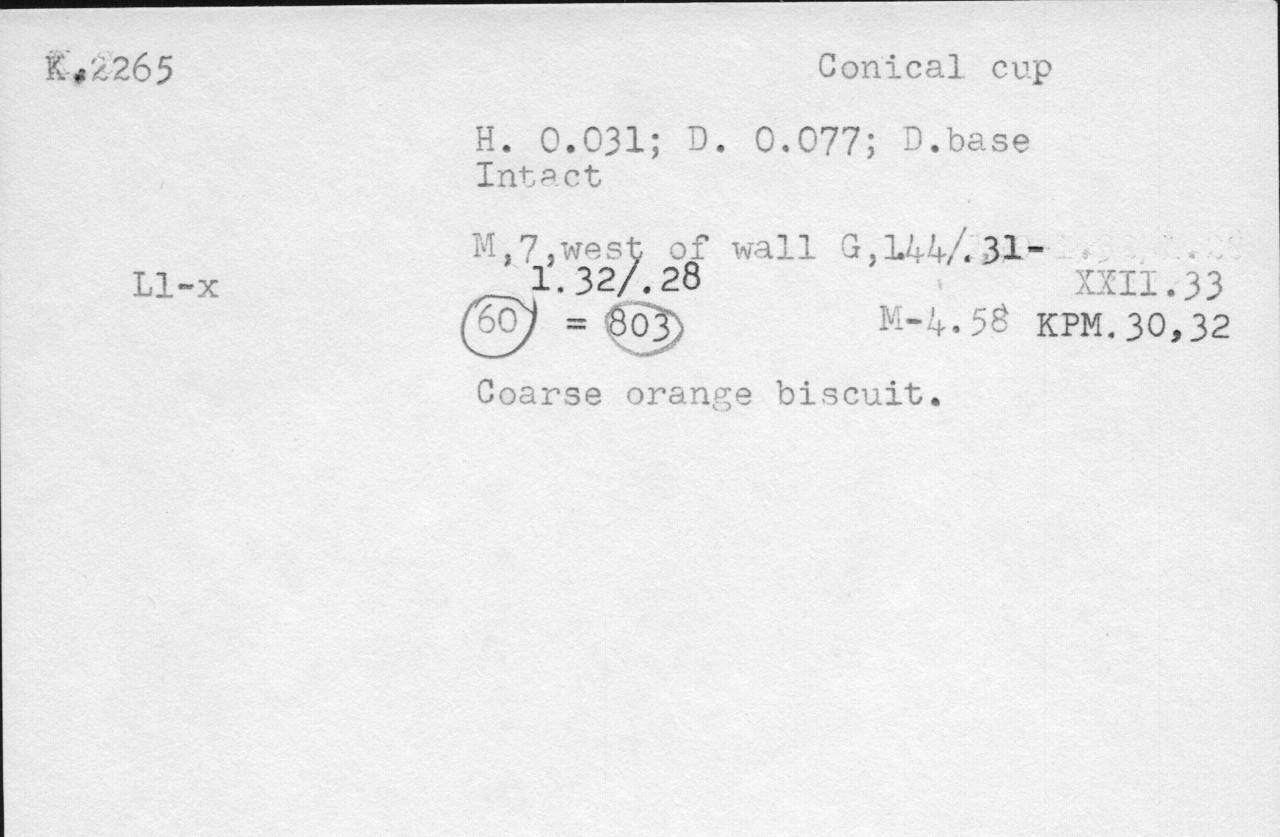 K.2265 Conical cup
H. 0.031; D. 0.077; D.base
Intact
M,7,west of wall G,1.44/.31-
Ll-x 1.32/.28 XXII.33
60 = 803 M-4.58 KPM.30,32
Coarse orange biscuit.